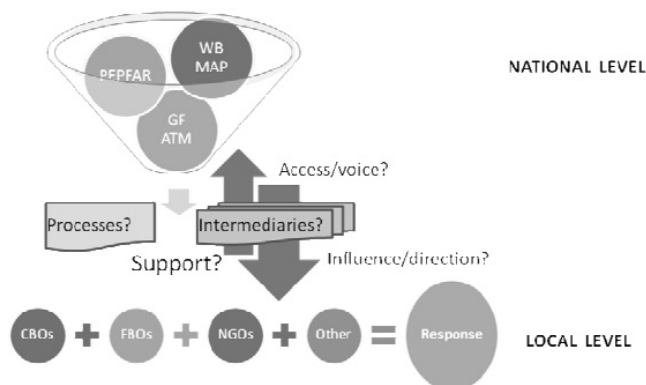 WB
MAP
PEPFAR
GF
ATM
NATIONAL LEVEL
Access/voice?
Processes?
Intermediaries?
Support?
Influence/direction?
CBOs + FBOs + NGOs + Other = Response
LOCAL LEVEL